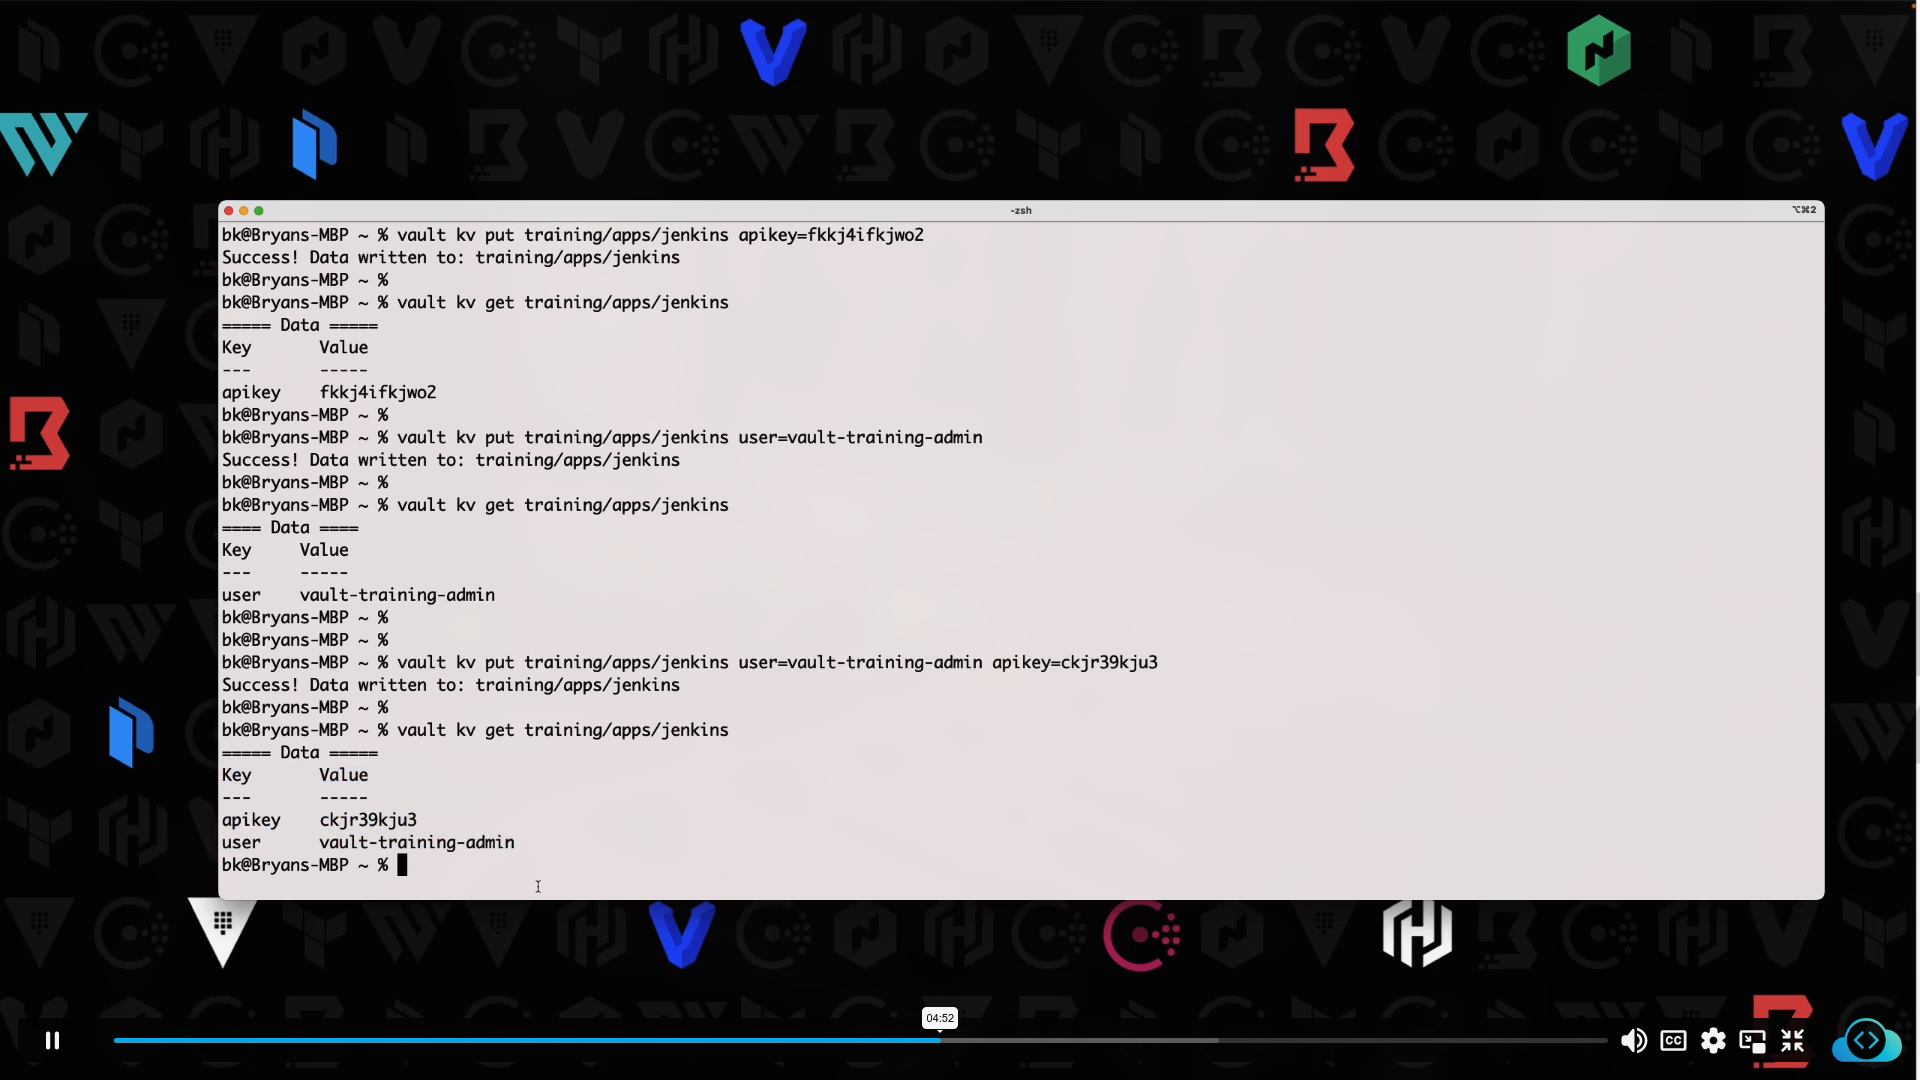 -zsh
⌥⌘2
bk@Bryans-MBP ~ % vault kv put training/apps/jenkins apikey=fkkj4ifkjwo2
Success! Data written to: training/apps/jenkins
bk@Bryans-MBP ~ %
bk@Bryans-MBP ~ % vault kv get training/apps/jenkins
===== Data =====
Key       Value
---       -----
apikey    fkkj4ifkjwo2
bk@Bryans-MBP ~ %
bk@Bryans-MBP ~ % vault kv put training/apps/jenkins user=vault-training-admin
Success! Data written to: training/apps/jenkins
bk@Bryans-MBP ~ %
bk@Bryans-MBP ~ % vault kv get training/apps/jenkins
==== Data ====
Key     Value
---     -----
user    vault-training-admin
bk@Bryans-MBP ~ %
bk@Bryans-MBP ~ %
bk@Bryans-MBP ~ % vault kv put training/apps/jenkins user=vault-training-admin apikey=ckjr39kju3
Success! Data written to: training/apps/jenkins
bk@Bryans-MBP ~ %
bk@Bryans-MBP ~ % vault kv get training/apps/jenkins
===== Data =====
Key       Value
---       -----
apikey    ckjr39kju3
user      vault-training-admin
bk@Bryans-MBP ~ %
04:52
CC